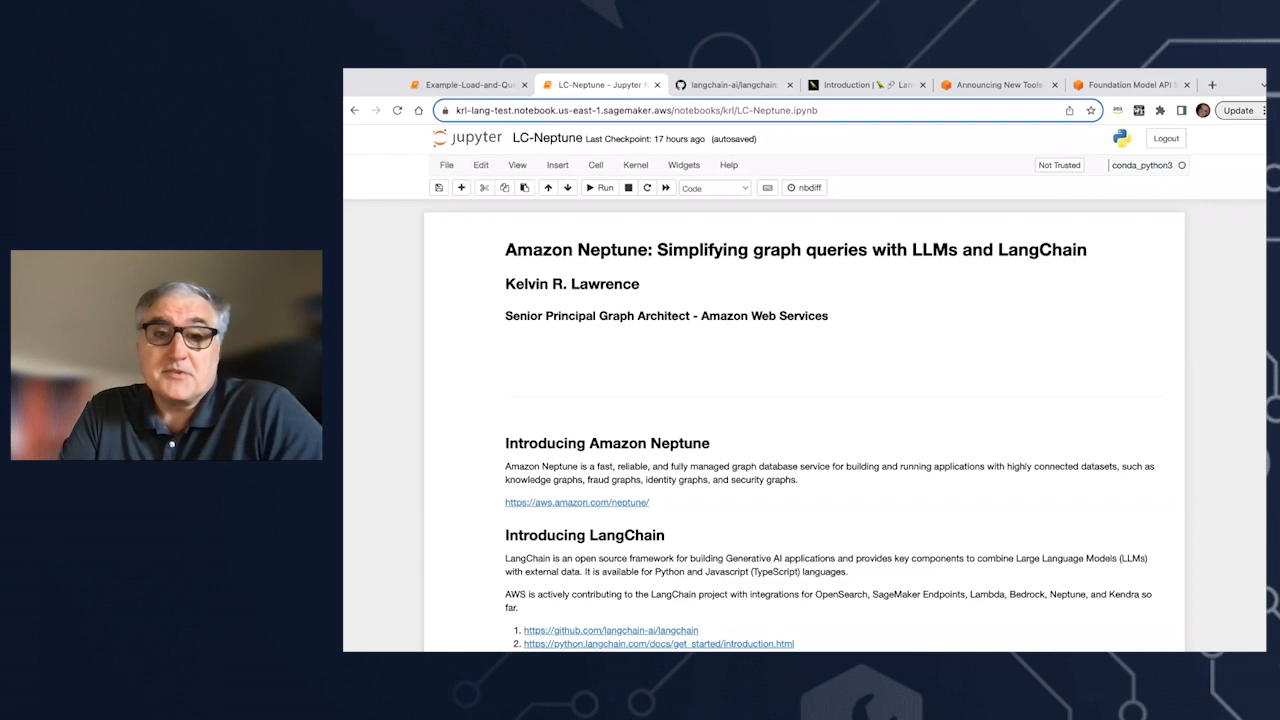 Example-Load-and-Qu
LC-Neptune - Jupyter N
langchain-ai/langchain
Introduction | 🦜️🔗 Lan
Announcing New Tools
Foundation Model API S
krl-lang-test.notebook.us-east-1.sagemaker.aws/notebooks/krl/LC-Neptune.ipynb
Update
jupyter LC-Neptune Last Checkpoint: 17 hours ago (autosaved)
Logout
File Edit View Insert Cell Kernel Widgets Help
Not Trusted
conda_python3
Run
Code
nbdiff
Amazon Neptune: Simplifying graph queries with LLMs and LangChain
Kelvin R. Lawrence
Senior Principal Graph Architect - Amazon Web Services
Introducing Amazon Neptune
Amazon Neptune is a fast, reliable, and fully managed graph database service for building and running applications with highly connected datasets, such as
knowledge graphs, fraud graphs, identity graphs, and security graphs.
https://aws.amazon.com/neptune/
Introducing LangChain
LangChain is an open source framework for building Generative AI applications and provides key components to combine Large Language Models (LLMs)
with external data. It is available for Python and Javascript (TypeScript) languages.
AWS is actively contributing to the LangChain project with integrations for OpenSearch, SageMaker Endpoints, Lambda, Bedrock, Neptune, and Kendra so
far.
1. https://github.com/langchain-ai/langchain
2. https://python.langchain.com/docs/get_started/introduction.html